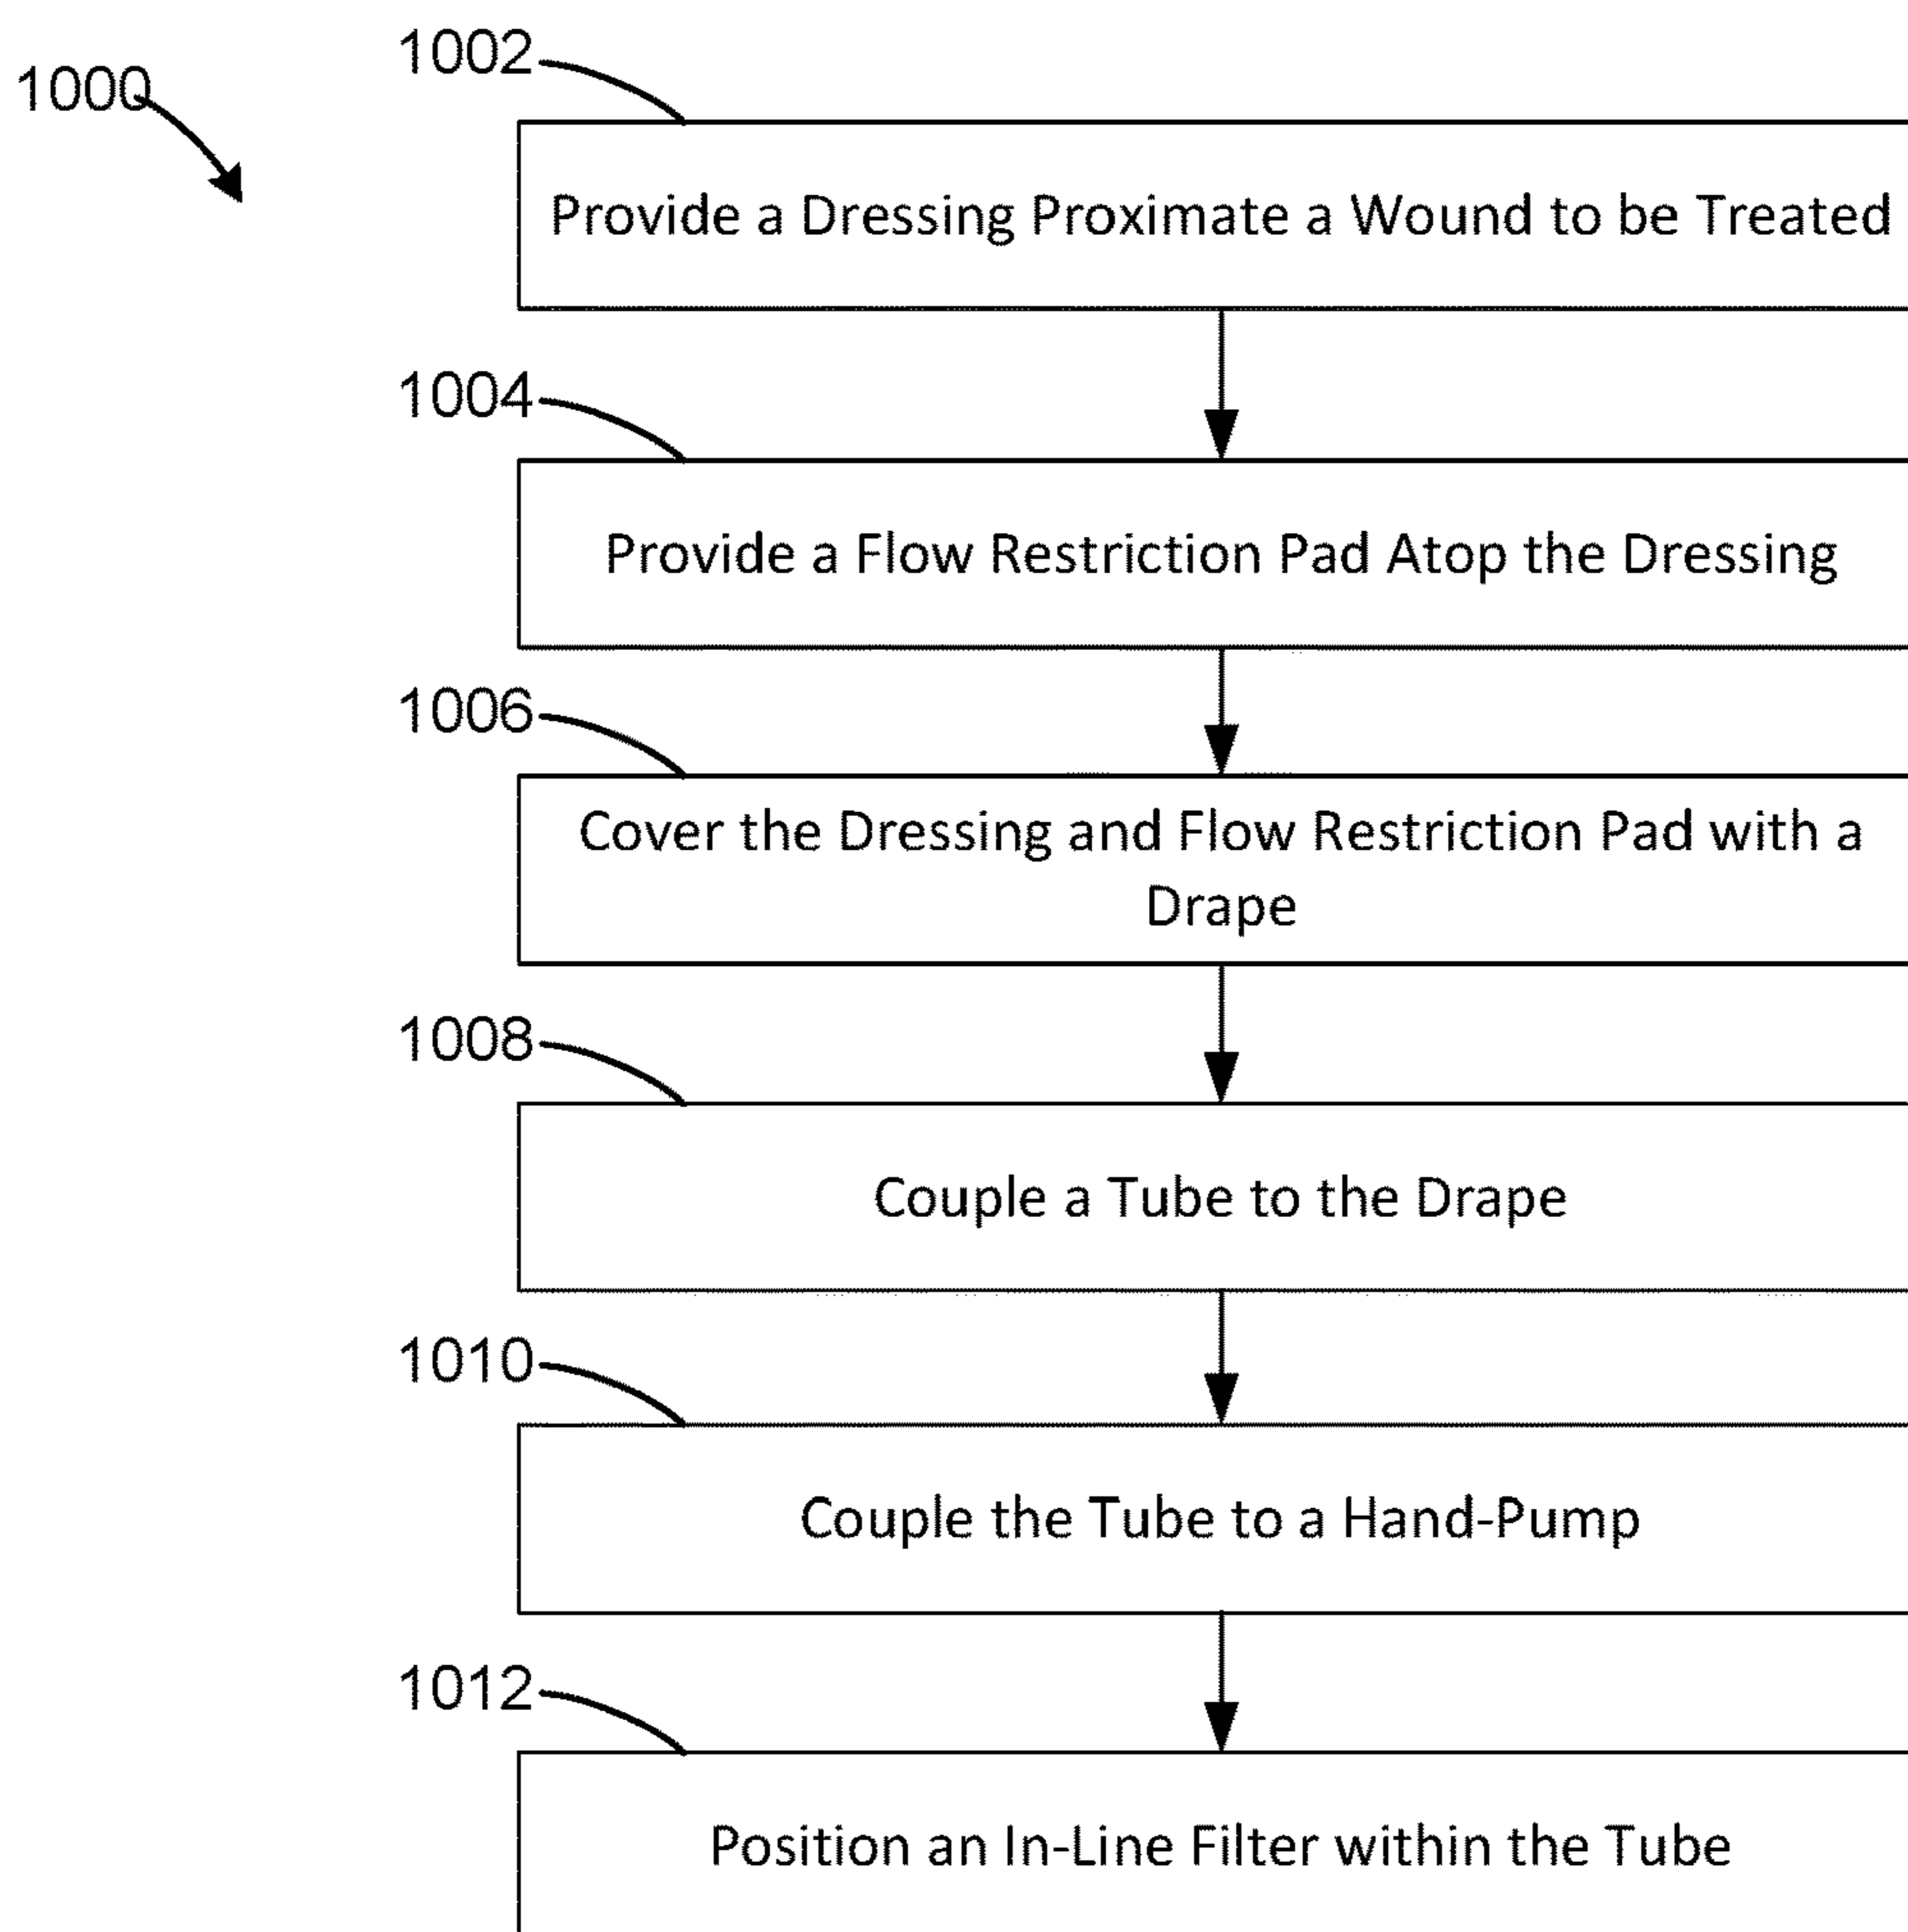 1000
1002
Provide a Dressing Proximate a Wound to be Treated
1004
Provide a Flow Restriction Pad Atop the Dressing
1006
Cover the Dressing and Flow Restriction Pad with a
Drape
1008
Couple a Tube to the Drape
1010
Couple the Tube to a Hand-Pump
1012
Position an In-Line Filter within the Tube